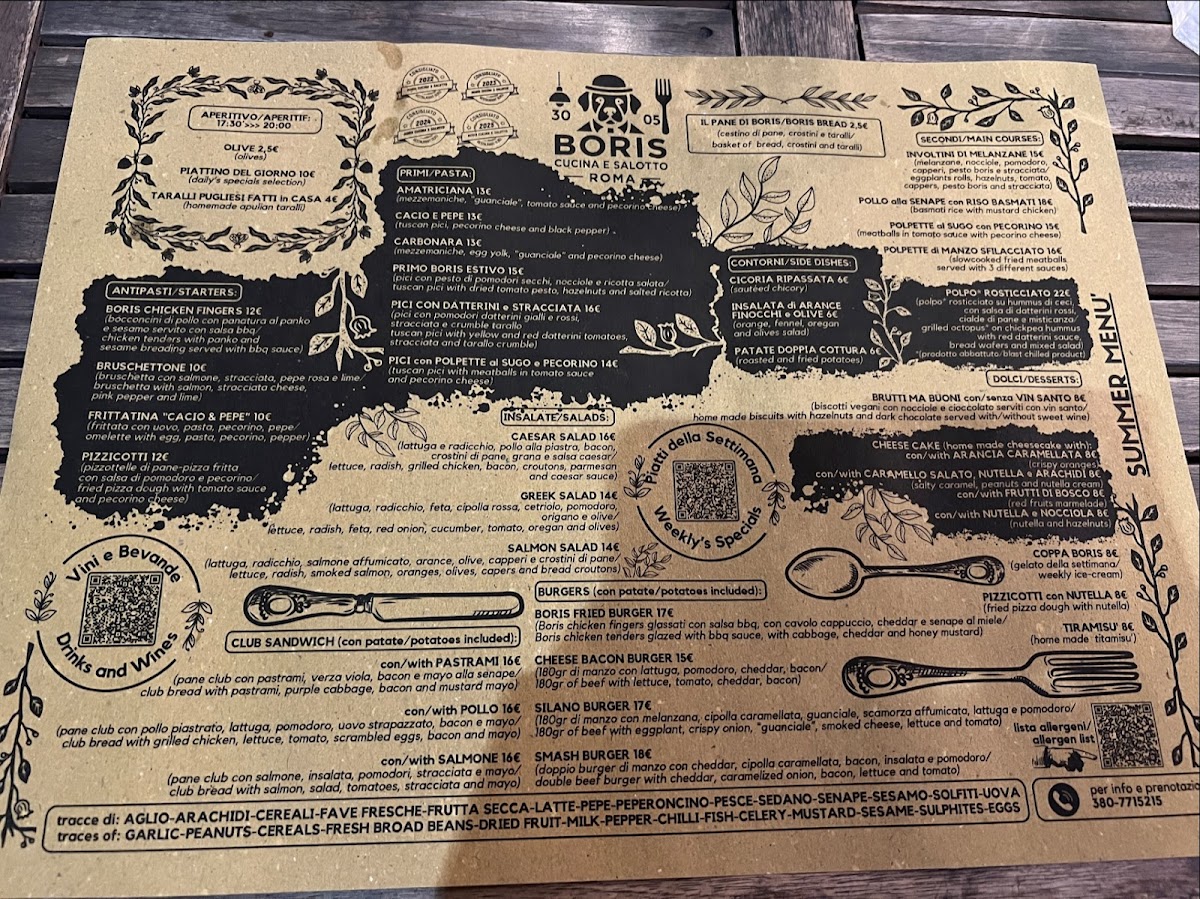 APERITIVO/APERITIF:
17:30 >>> 20:00
OLIVE 2,5€
(olives)
PIATTINO DEL GIORNO 10€
(daily's specials selection)
TARALLI PUGLIESI FATTI in CASA 4€
(homemade apulian taralli)
CONSIGLIATO
2022
CONSIGLIATO
2023
CONSIGLIATO
2024
CONSIGLIATO
30 05
BORIS
CUCINA E SALOTTO
ROMA
IL PANE DI BORIS/BORIS BREAD 2,5€
(cestino di pane, crostini e taralli/
basket of bread, crostini and taralli)
ANTIPASTI/STARTERS:
BORIS CHICKEN FINGERS 12€
(bocconcini di pollo con panatura al panko
e sesamo servito con salsa bbq/
chicken tenders with panko and
sesame breading served with bbq sauce)
BRUSCHETTONE 10€
(bruschetta con salmone, stracciata, pepe rosa e lime/
bruschetta with salmon, stracciata cheese,
pink pepper and lime)
FRITTATINA "CACIO & PEPE" 10€
(frittata con uovo, pasta, pecorino, pepe/
omelette with egg, pasta, pecorino, pepper)
PIZZICOTTI 12€
(pizzottelle di pane-pizza fritta
con salsa di pomodoro e pecorino/
fried pizza dough with tomato sauce
and pecorino cheese)
PRIMI/PASTA:
AMATRICIANA 13€
(mezzemaniche, "guanciale", tomato sauce and pecorino cheese)
CACIO E PEPE 13€
(tuscan pici, pecorino cheese and black pepper)
CARBONARA 13€
(mezzemaniche, egg yolk, "guanciale" and pecorino cheese)
PRIMO BORIS ESTIVO 15€
(pici con pesto di pomodori secchi, nocciole e ricotta salata/
tuscan pici with dried tomato pesto, hazelnuts and salted ricotta)
PICI CON DATTERINI e STRACCIATA 16€
(pici con pomodori datterini gialli e rossi,
stracciata e crumble tarallo
tuscan pici with yellow and red datterini tomatoes,
stracciata and tarallo crumble)
PICI con POLPETTE al SUGO e PECORINO 14€
(tuscan pici with meatballs in tomato sauce
and pecorino cheese)
CONTORNI/SIDE DISHES:
CICORIA RIPASSATA 6€
(sautéed chicory)
INSALATA di ARANCE
FINOCCHI e OLIVE 6€
(orange, fennel, oregan
and olives salad)
PATATE DOPPIA COTTURA 6€
(roasted and fried potatoes)
SECONDI/MAIN COURSES:
INVOLTINI DI MELANZANE 15€
(melanzane, nocciole, pomodoro,
capperi, pesto boris e stracciata/
eggplants rolls, hazelnuts, tomato,
cappers, pesto boris and stracciata)
POLLO alla SENAPE con RISO BASMATI 18€
(basmati rice with mustard chicken)
POLPETTE al SUGO con PECORINO 15€
(meatballs in tomato sauce with pecorino cheese)
POLPETTE di MANZO SFILACCIATO 16€
(slowcooked fried meatballs
served with 3 different sauces)
POLPO* ROSTICCIATO 22€
(polpo* rosticciato su hummus di ceci,
con salsa di datterini rossi,
cialde di pane e misticanza/
grilled octopus* on chickpea hummus
with red datterini sauce,
bread wafers and mixed salad)
*(prodotto abbattuto/blast chilled product)
SUMMER MENU'
DOLCI/DESSERTS:
BRUTTI MA BUONI con/senza VIN SANTO 8€
(biscotti vegani con nocciole e cioccolato serviti con vin santo/
home made biscuits with hazelnuts and dark chocolate served with/without sweet wine)
CHEESE CAKE (home made cheesecake with):
con/with ARANCIA CARAMELLATA 8€
(crispy oranges)
con/with CARAMELLO SALATO, NUTELLA e ARACHIDI 8€
(salty caramel, peanuts and nutella cream)
con/with FRUTTI DI BOSCO 8€
(red fruits marmelade)
con/with NUTELLA e NOCCIOLA 8€
(nutella and hazelnuts)
COPPA BORIS 8€
(gelato della settimana/
weekly ice-cream)
PIZZICOTTI con NUTELLA 8€
(fried pizza dough with nutella)
TIRAMISU' 8€
(home made 'titamisu')
INSALATE/SALADS:
CAESAR SALAD 16€
(lattuga e radicchio, pollo alla piastra, bacon,
crostini di pane, grana e salsa caesar/
lettuce, radish, grilled chicken, bacon, croutons, parmesan
and caesar sauce)
GREEK SALAD 14€
(lattuga, radicchio, feta, cipolla rossa, cetriolo, pomodoro,
origano e olive/
lettuce, radish, feta, red onion, cucumber, tomato, oregan and olives)
SALMON SALAD 14€
(lattuga, radicchio, salmone affumicato, arance, olive, capperi e crostini di pane/
lettuce, radish, smoked salmon, oranges, olives, capers and bread croutons)
Piatti della Settimana
Weekly's Specials
Vini e Bevande
Drinks and Wines
CLUB SANDWICH (con patate/potatoes included):
con/with PASTRAMI 16€
(pane club con pastrami, verza viola, bacon e mayo alla senape/
club bread with pastrami, purple cabbage, bacon and mustard mayo)
con/with POLLO 16€
(pane club con pollo piastrato, lattuga, pomodoro, uovo strapazzato, bacon e mayo/
club bread with grilled chicken, lettuce, tomato, scrambled eggs, bacon and mayo)
con/with SALMONE 16€
(pane club con salmone, insalata, pomodori, stracciata e mayo/
club bread with salmon, salad, tomatoes, stracciata and mayo)
BURGERS (con patate/potatoes included):
BORIS FRIED BURGER 17€
(Boris chicken fingers glassati con salsa bbq, con cavolo cappuccio, cheddar e senape al miele/
Boris chicken tenders glazed with bbq sauce, with cabbage, cheddar and honey mustard)
CHEESE BACON BURGER 15€
(180gr di manzo con lattuga, pomodoro, cheddar, bacon/
180gr of beef with lettuce, tomato, cheddar, bacon)
SILANO BURGER 17€
(180gr di manzo con melanzana, cipolla caramellata, guanciale, scamorza affumicata, lattuga e pomodoro/
180gr of beef with eggplant, crispy onion, "guanciale", smoked cheese, lettuce and tomato)
SMASH BURGER 18€
(doppio burger di manzo con cheddar, cipolla caramellata, bacon, insalata e pomodoro/
double beef burger with cheddar, caramelized onion, bacon, lettuce and tomato)
lista allergeni/
allergen list
tracce di: AGLIO-ARACHIDI-CEREALI-FAVE FRESCHE-FRUTTA SECCA-LATTE-PEPE-PEPERONCINO-PESCE-SEDANO-SENAPE-SESAMO-SOLFITI-UOVA
traces of: GARLIC-PEANUTS-CEREALS-FRESH BROAD BEANS-DRIED FRUIT-MILK-PEPPER-CHILLI-FISH-CELERY-MUSTARD-SESAME-SULPHITES-EGGS
per info e prenotazio
380-7715215